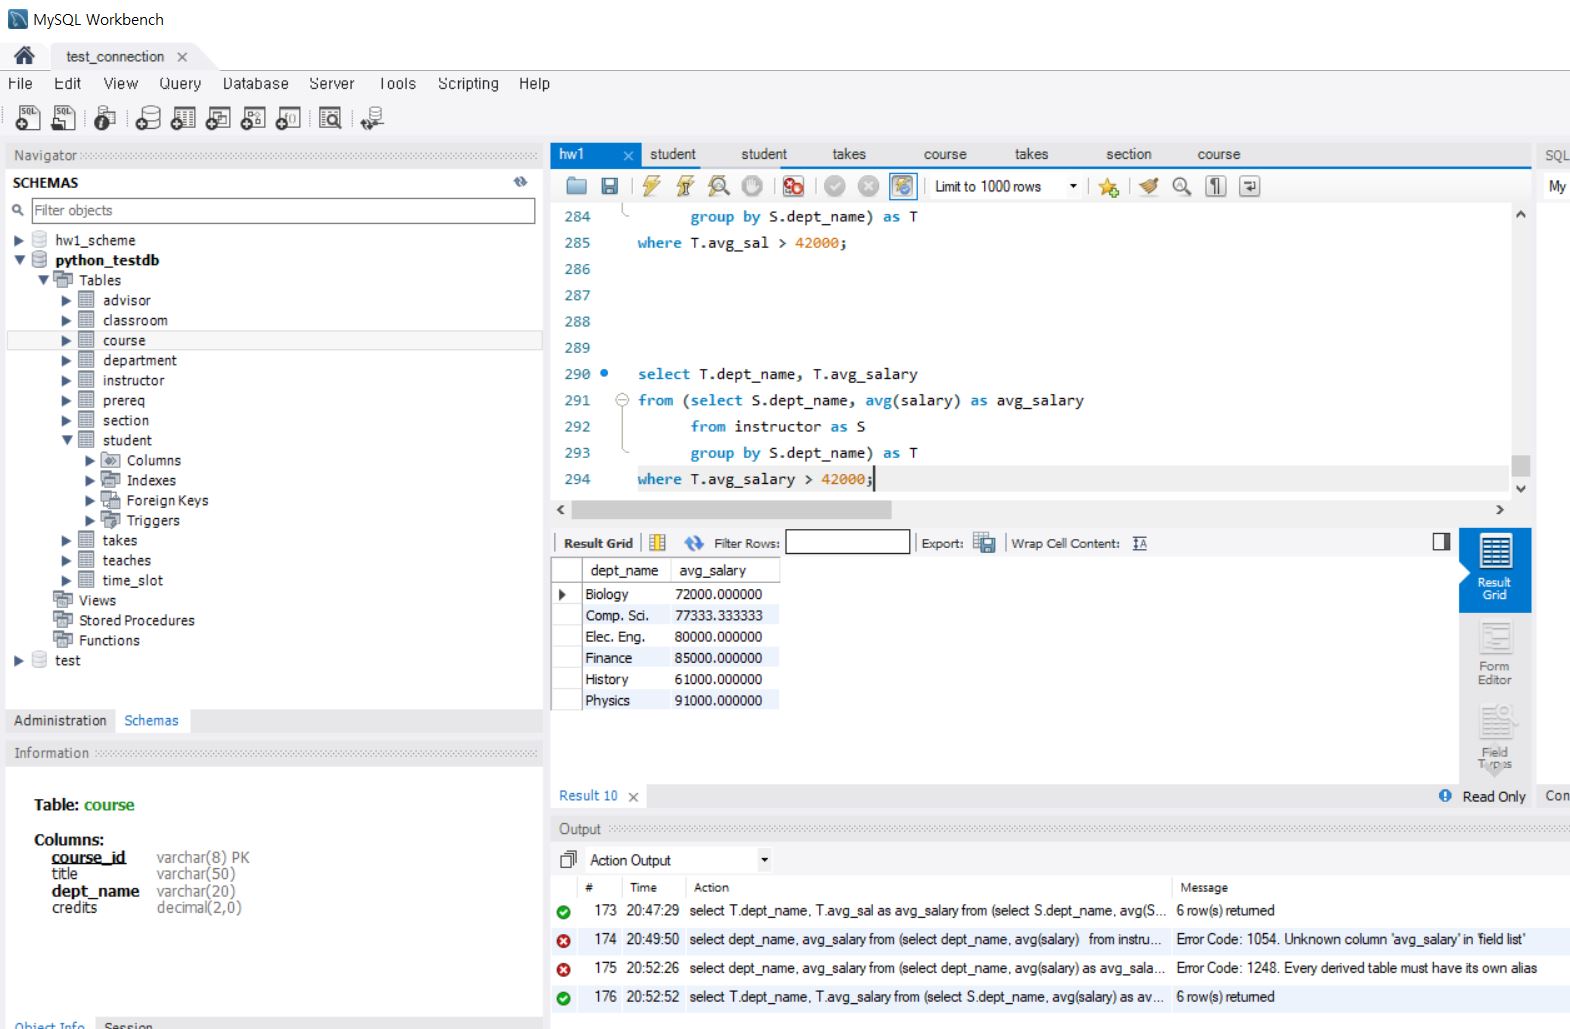 MySQL Workbench
test_connection
File Edit View Query Database Server Tools Scripting Help
Navigator
SCHEMAS
Filter objects
hw1_scheme
python_testdb
Tables
advisor
classroom
course
department
instructor
prereq
section
student
Columns
Indexes
Foreign Keys
Triggers
takes
teaches
time_slot
Views
Stored Procedures
Functions
test
Administration Schemas
Information
Table: course
Columns:
course_id varchar(8) PK
title varchar(50)
dept_name varchar(20)
credits decimal(2,0)
Object Info Session
hw1 student student takes course takes section course
Limit to 1000 rows
284 group by S.dept_name) as T
285 where T.avg_sal > 42000;
286
287
288
289
290 select T.dept_name, T.avg_salary
291 from (select S.dept_name, avg(salary) as avg_salary
292 from instructor as S
293 group by S.dept_name) as T
294 where T.avg_salary > 42000;
Result Grid Filter Rows: Export: Wrap Cell Content:
dept_name avg_salary
Biology 72000.000000
Comp. Sci. 77333.333333
Elec. Eng. 80000.000000
Finance 85000.000000
History 61000.000000
Physics 91000.000000
Result
Grid
Form
Editor
Field
Types
Result 10 Read Only
Output
Action Output
# Time Action Message
173 20:47:29 select T.dept_name, T.avg_sal as avg_salary from (select S.dept_name, avg(S... 6 row(s) returned
174 20:49:50 select dept_name, avg_salary from (select dept_name, avg(salary) from instru... Error Code: 1054. Unknown column 'avg_salary' in 'field list'
175 20:52:26 select dept_name, avg_salary from (select dept_name, avg(salary) as avg_sala... Error Code: 1248. Every derived table must have its own alias
176 20:52:52 select T.dept_name, T.avg_salary from (select S.dept_name, avg(salary) as av... 6 row(s) returned
SQL
My
Con